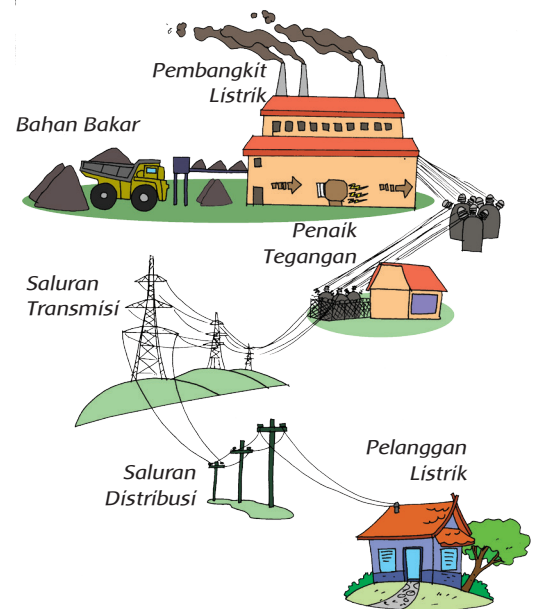 Pembangkit
Listrik
Bahan Bakar
Penaik
Tegangan
Saluran
Transmisi
Saluran
Distribusi
Pelanggan
Listrik